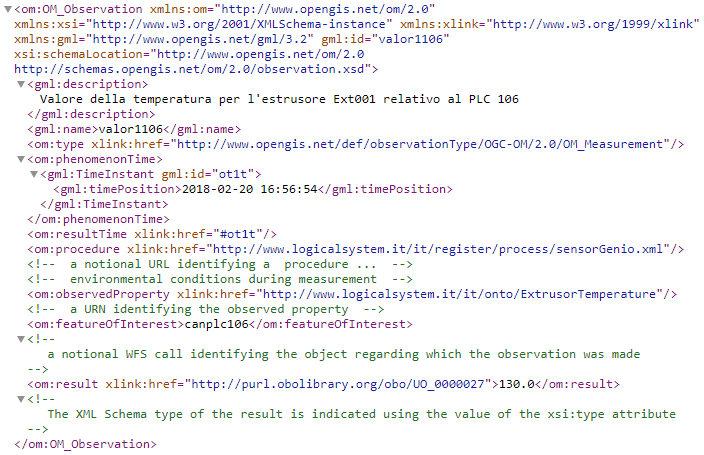 ▼<om:OM_Observation xmlns:om="http://www.opengis.net/om/2.0"
xmlns:xsi="http://www.w3.org/2001/XMLSchema-instance" xmlns:xlink="http://www.w3.org/1999/xlink"
xmlns:gml="http://www.opengis.net/gml/3.2" gml:id="valor1106"
xsi:schemaLocation="http://www.opengis.net/om/2.0
http://schemas.opengis.net/om/2.0/observation.xsd">
▼<gml:description>
Valore della temperatura per l'estrusore Ext001 relativo al PLC 106
</gml:description>
<gml:name>valor1106</gml:name>
<om:type xlink:href="http://www.opengis.net/def/observationType/OGC-OM/2.0/OM_Measurement"/>
▼<om:phenomenonTime>
▼<gml:TimeInstant gml:id="ot1t">
<gml:timePosition>2018-02-20 16:56:54</gml:timePosition>
</gml:TimeInstant>
</om:phenomenonTime>
<om:resultTime xlink:href="#ot1t"/>
<om:procedure xlink:href="http://www.logicalsystem.it/it/register/process/sensorGenio.xml"/>
<!-- a notional URL identifying a procedure ... -->
<!-- environmental conditions during measurement -->
<om:observedProperty xlink:href="http://www.logicalsystem.it/it/onto/ExtrusorTemperature"/>
<!-- a URN identifying the observed property -->
<om:featureOfInterest>canplc106</om:featureOfInterest>
▼<!--
a notional WFS call identifying the object regarding which the observation was made
-->
<om:result xlink:href="http://purl.obolibrary.org/obo/UO_0000027">130.0</om:result>
▼<!--
The XML Schema type of the result is indicated using the value of the xsi:type attribute
-->
</om:OM_Observation>